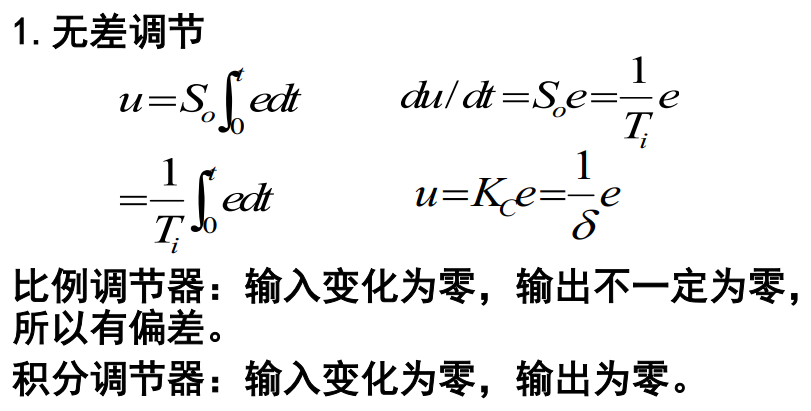 1.无差调节
u=S_o∫_0^t edt du/dt=S_o e=\frac{1}{T_i}e
=\frac{1}{T_i}∫_0^t edt u=K_C e=\frac{1}{δ}e
比例调节器：输入变化为零，输出不一定为零，
所以有偏差。
积分调节器：输入变化为零，输出为零。